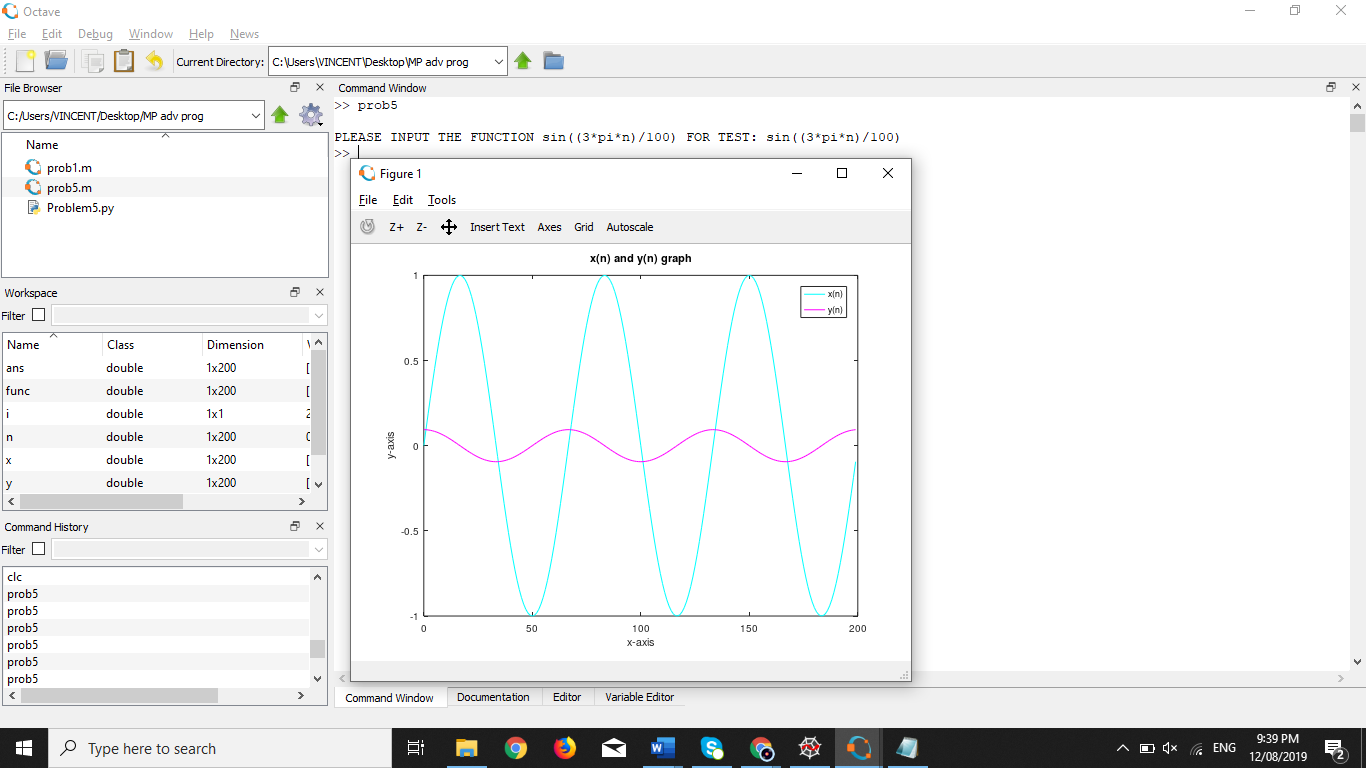 Octave
File Edit Debug Window Help News
Current Directory: C:\Users\VINCENT\Desktop\MP adv prog
File Browser
C:/Users/VINCENT/Desktop/MP adv prog
Name
prob1.m
prob5.m
Problem5.py
Workspace
Filter
Name Class Dimension
ans double 1x200
func double 1x200
i double 1x1
n double 1x200
x double 1x200
y double 1x200
Command History
Filter
clc
prob5
prob5
prob5
prob5
prob5
prob5
Command Window
>> prob5
PLEASE INPUT THE FUNCTION sin((3*pi*n)/100) FOR TEST: sin((3*pi*n)/100)
>>
Figure 1
File Edit Tools
Z+ Z- Insert Text Axes Grid Autoscale
x(n) and y(n) graph
x(n)
y(n)
1
0.5
0
-0.5
-1
y-axis
0 50 100 150 200
x-axis
Command Window Documentation Editor Variable Editor
Type here to search
ENG
9:39 PM
12/08/2019
2